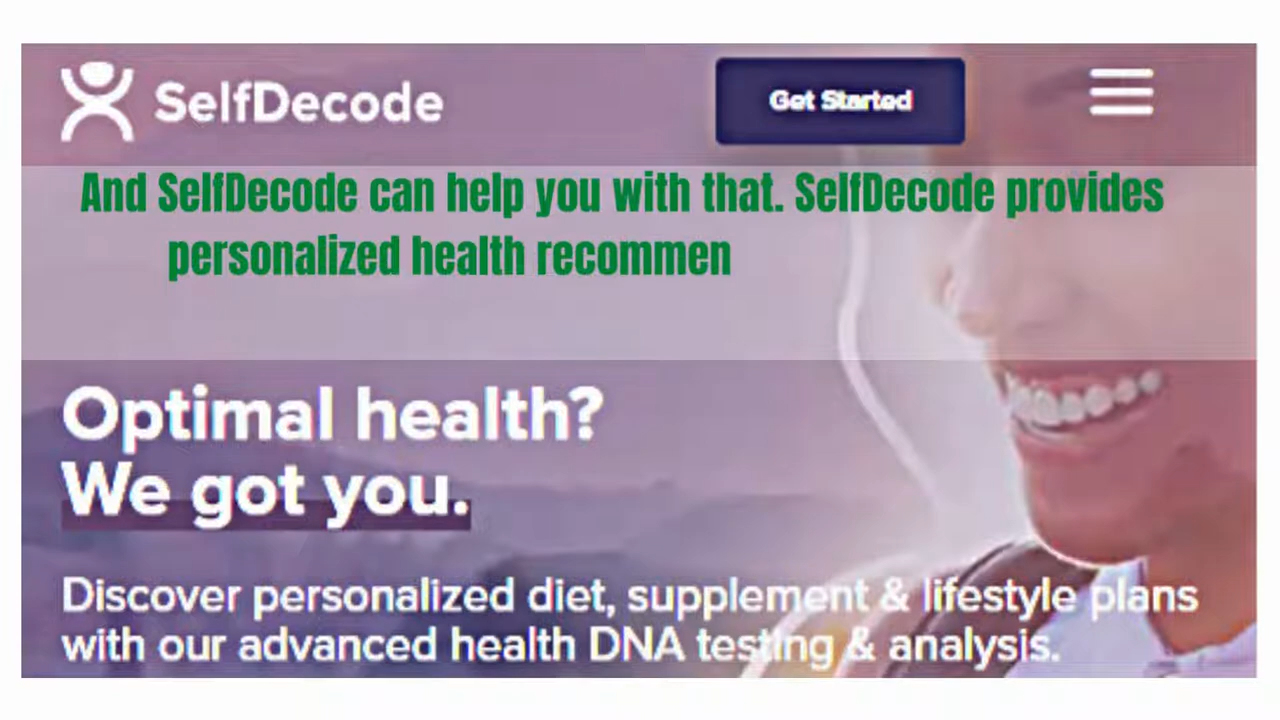 SelfDecode
Get Started
And SelfDecode can help you with that. SelfDecode provides
personalized health recommen
Optimal health?
We got you.
Discover personalized diet, supplement & lifestyle plans
with our advanced health DNA testing & analysis.